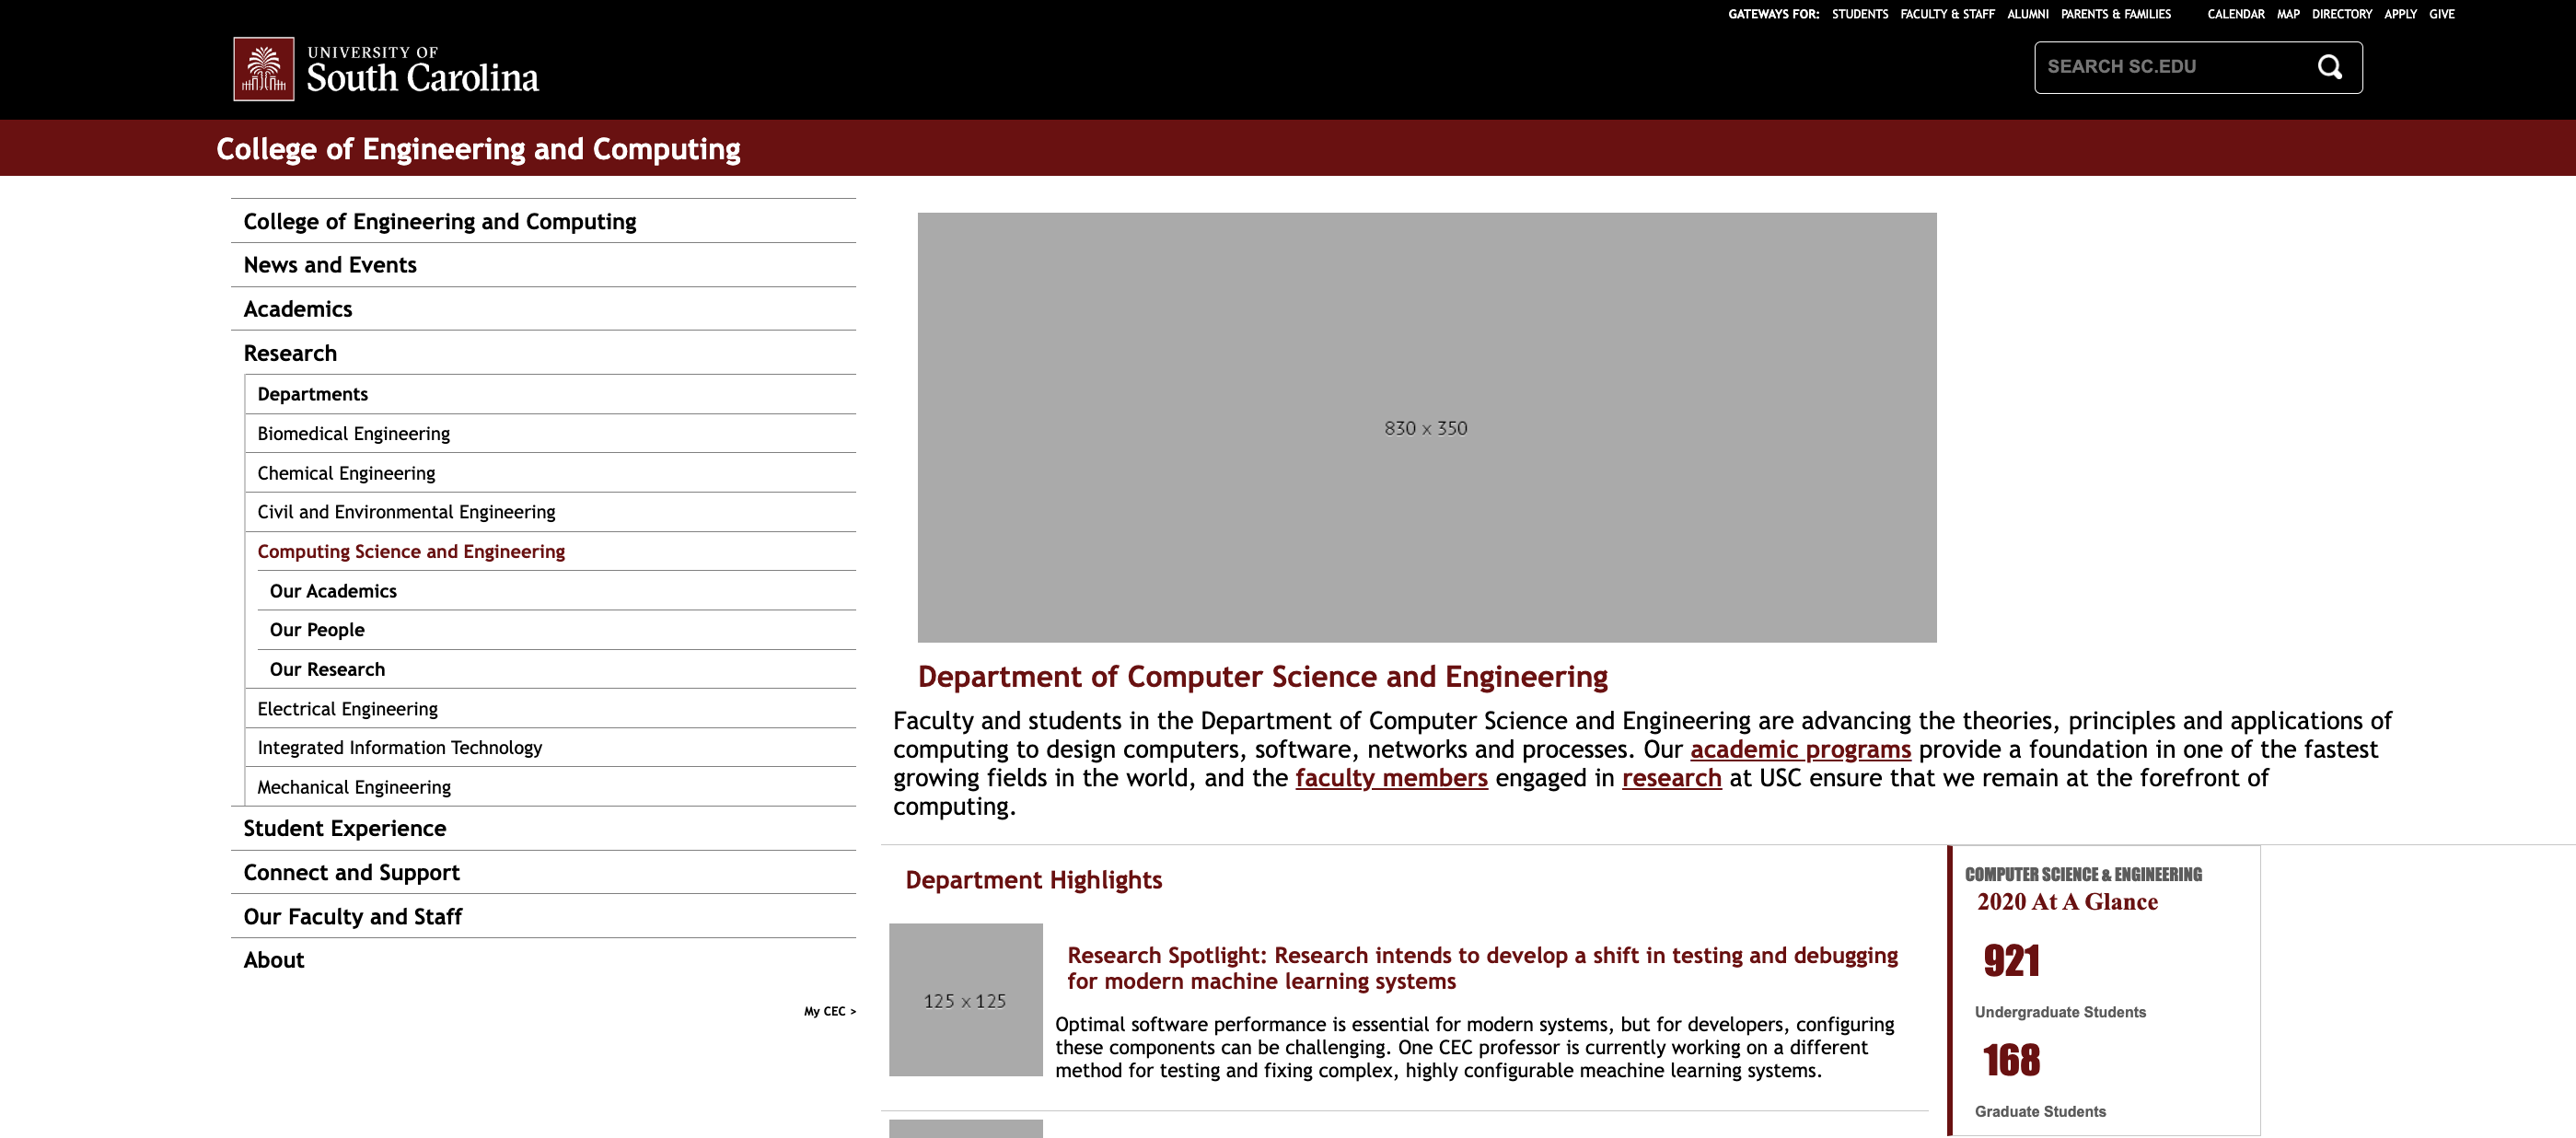 GATEWAYS FOR: STUDENTS FACULTY & STAFF ALUMNI PARENTS & FAMILIES CALENDAR MAP DIRECTORY APPLY GIVE
UNIVERSITY OF
South Carolina
SEARCH SC.EDU
College of Engineering and Computing
College of Engineering and Computing
News and Events
Academics
Research
Departments
Biomedical Engineering
Chemical Engineering
Civil and Environmental Engineering
Computing Science and Engineering
Our Academics
Our People
Our Research
Electrical Engineering
Integrated Information Technology
Mechanical Engineering
Student Experience
Connect and Support
Our Faculty and Staff
About
My CEC >
830 x 350
Department of Computer Science and Engineering
Faculty and students in the Department of Computer Science and Engineering are advancing the theories, principles and applications of
computing to design computers, software, networks and processes. Our academic programs provide a foundation in one of the fastest
growing fields in the world, and the faculty members engaged in research at USC ensure that we remain at the forefront of
computing.
Department Highlights
125 x 125
Research Spotlight: Research intends to develop a shift in testing and debugging
for modern machine learning systems
Optimal software performance is essential for modern systems, but for developers, configuring
these components can be challenging. One CEC professor is currently working on a different
method for testing and fixing complex, highly configurable meachine learning systems.
COMPUTER SCIENCE & ENGINEERING
2020 At A Glance
921
Undergraduate Students
168
Graduate Students